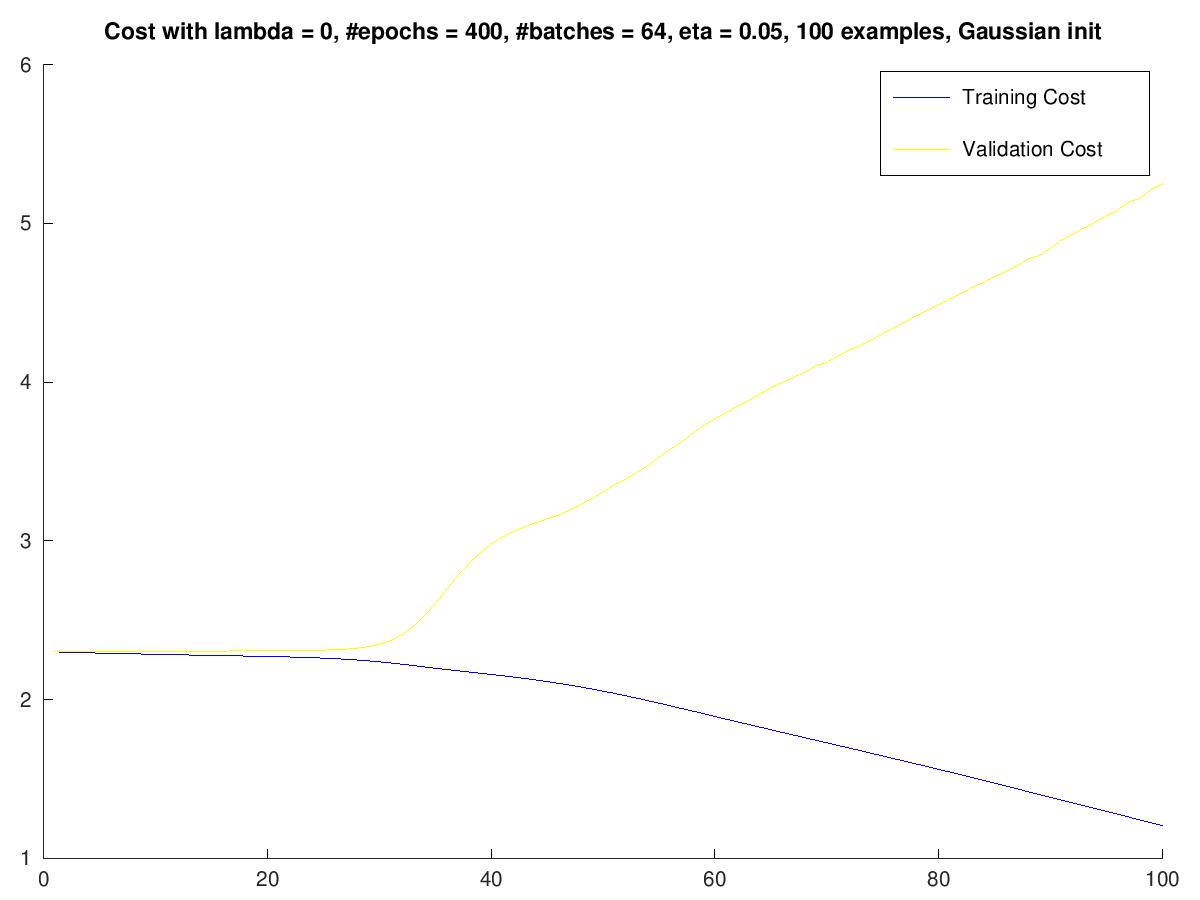 Cost with lambda = 0, #epochs = 400, #batches = 64, eta = 0.05, 100 examples, Gaussian init
Training Cost
Validation Cost
6
5
4
3
2
1
0 20 40 60 80 100